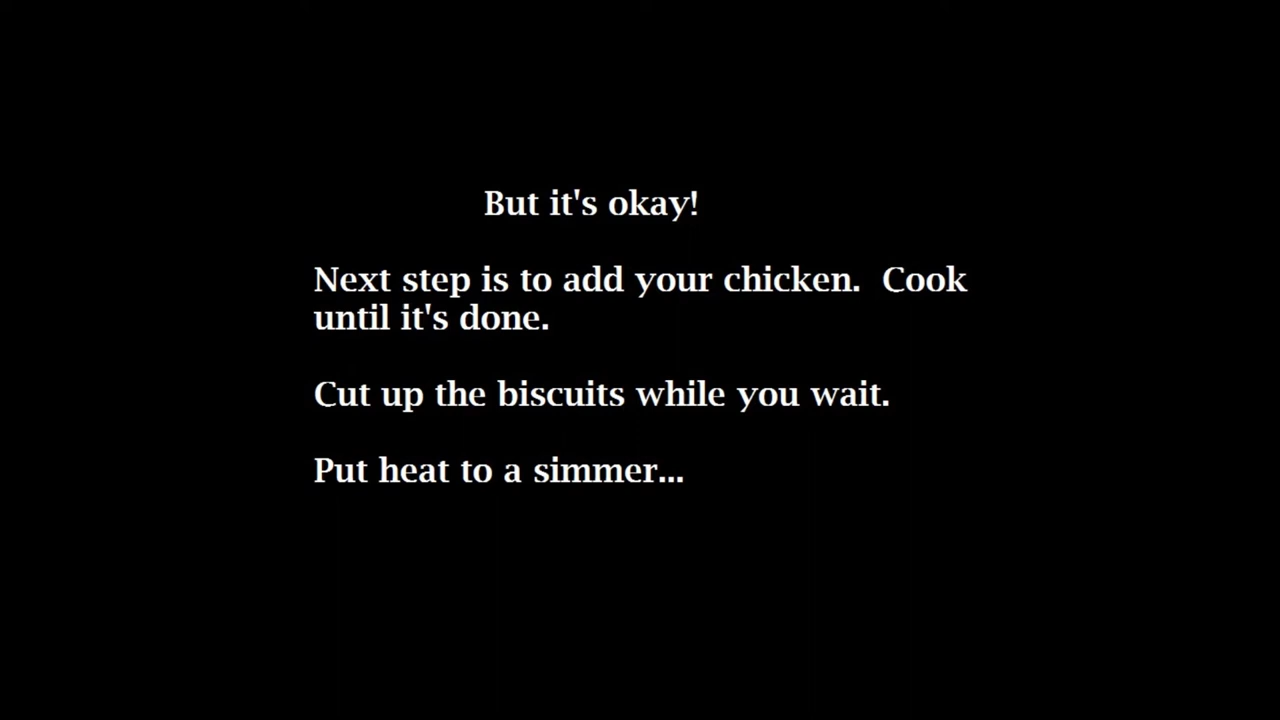 But it's okay!
Next step is to add your chicken.  Cook
until it's done.
Cut up the biscuits while you wait.
Put heat to a simmer...